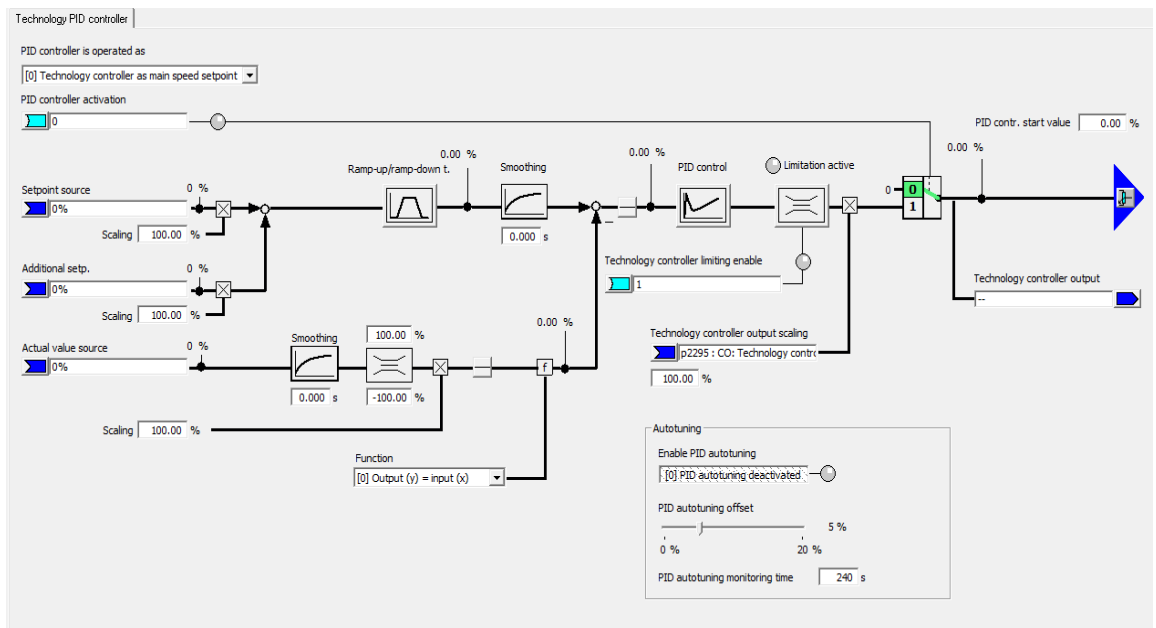 Technology PID controller
PID controller is operated as
[0] Technology controller as main speed setpoint
PID controller activation
0
PID contr. start value 0.00 %
0.00 %
0.00 %
0.00 %
Ramp-up/ramp-down t.
Smoothing
PID control
Limitation active
Setpoint source
0 %
0%
0
0
1
Scaling 100.00 %
0.000 s
Technology controller limiting enable
1
Additional setp.
0 %
0%
Technology controller output
--
Scaling 100.00 %
Actual value source
0 %
0%
Smoothing
100.00 %
0.00 %
f
Technology controller output scaling
p2295 : CO: Technology contro
100.00 %
0.000 s
-100.00 %
Scaling 100.00 %
Function
[0] Output (y) = input (x)
Autotuning
Enable PID autotuning
[0] PID autotuning deactivated
PID autotuning offset
5 %
0 %
20 %
PID autotuning monitoring time 240 s